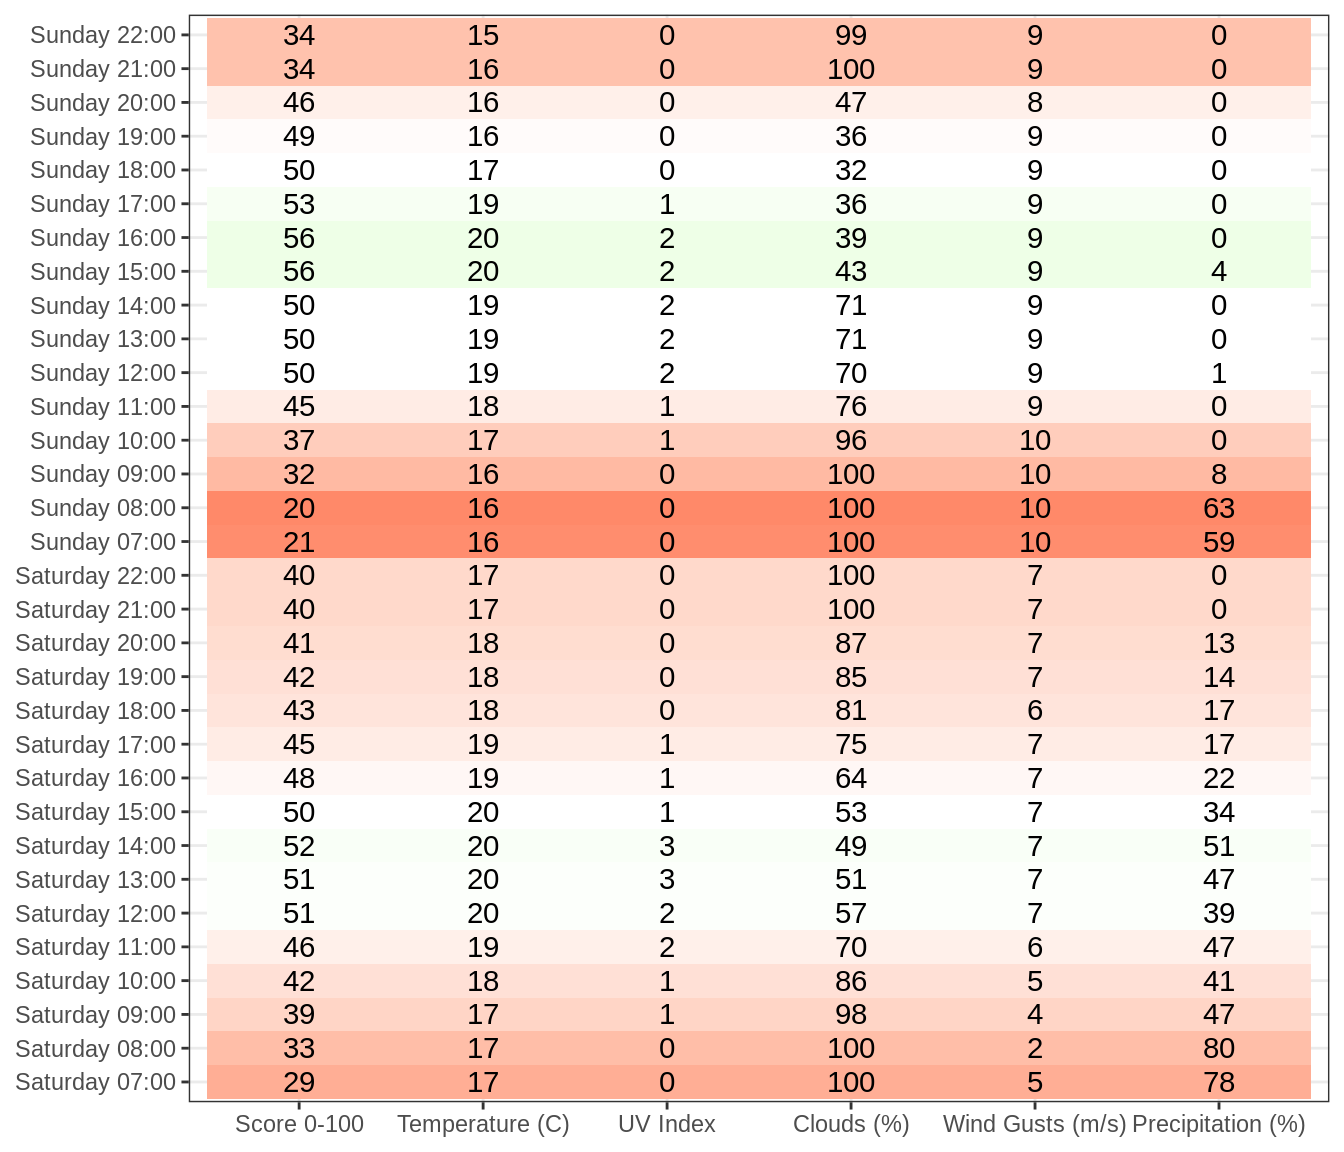 Sunday 22:00 34 15 0 99 9 0
Sunday 21:00 34 16 0 100 9 0
Sunday 20:00 46 16 0 47 8 0
Sunday 19:00 49 16 0 36 9 0
Sunday 18:00 50 17 0 32 9 0
Sunday 17:00 53 19 1 36 9 0
Sunday 16:00 56 20 2 39 9 0
Sunday 15:00 56 20 2 43 9 4
Sunday 14:00 50 19 2 71 9 0
Sunday 13:00 50 19 2 71 9 0
Sunday 12:00 50 19 2 70 9 1
Sunday 11:00 45 18 1 76 9 0
Sunday 10:00 37 17 1 96 10 0
Sunday 09:00 32 16 0 100 10 8
Sunday 08:00 20 16 0 100 10 63
Sunday 07:00 21 16 0 100 10 59
Saturday 22:00 40 17 0 100 7 0
Saturday 21:00 40 17 0 100 7 0
Saturday 20:00 41 18 0 87 7 13
Saturday 19:00 42 18 0 85 7 14
Saturday 18:00 43 18 0 81 6 17
Saturday 17:00 45 19 1 75 7 17
Saturday 16:00 48 19 1 64 7 22
Saturday 15:00 50 20 1 53 7 34
Saturday 14:00 52 20 3 49 7 51
Saturday 13:00 51 20 3 51 7 47
Saturday 12:00 51 20 2 57 7 39
Saturday 11:00 46 19 2 70 6 47
Saturday 10:00 42 18 1 86 5 41
Saturday 09:00 39 17 1 98 4 47
Saturday 08:00 33 17 0 100 2 80
Saturday 07:00 29 17 0 100 5 78
Score 0-100 Temperature (C) UV Index Clouds (%) Wind Gusts (m/s) Precipitation (%)